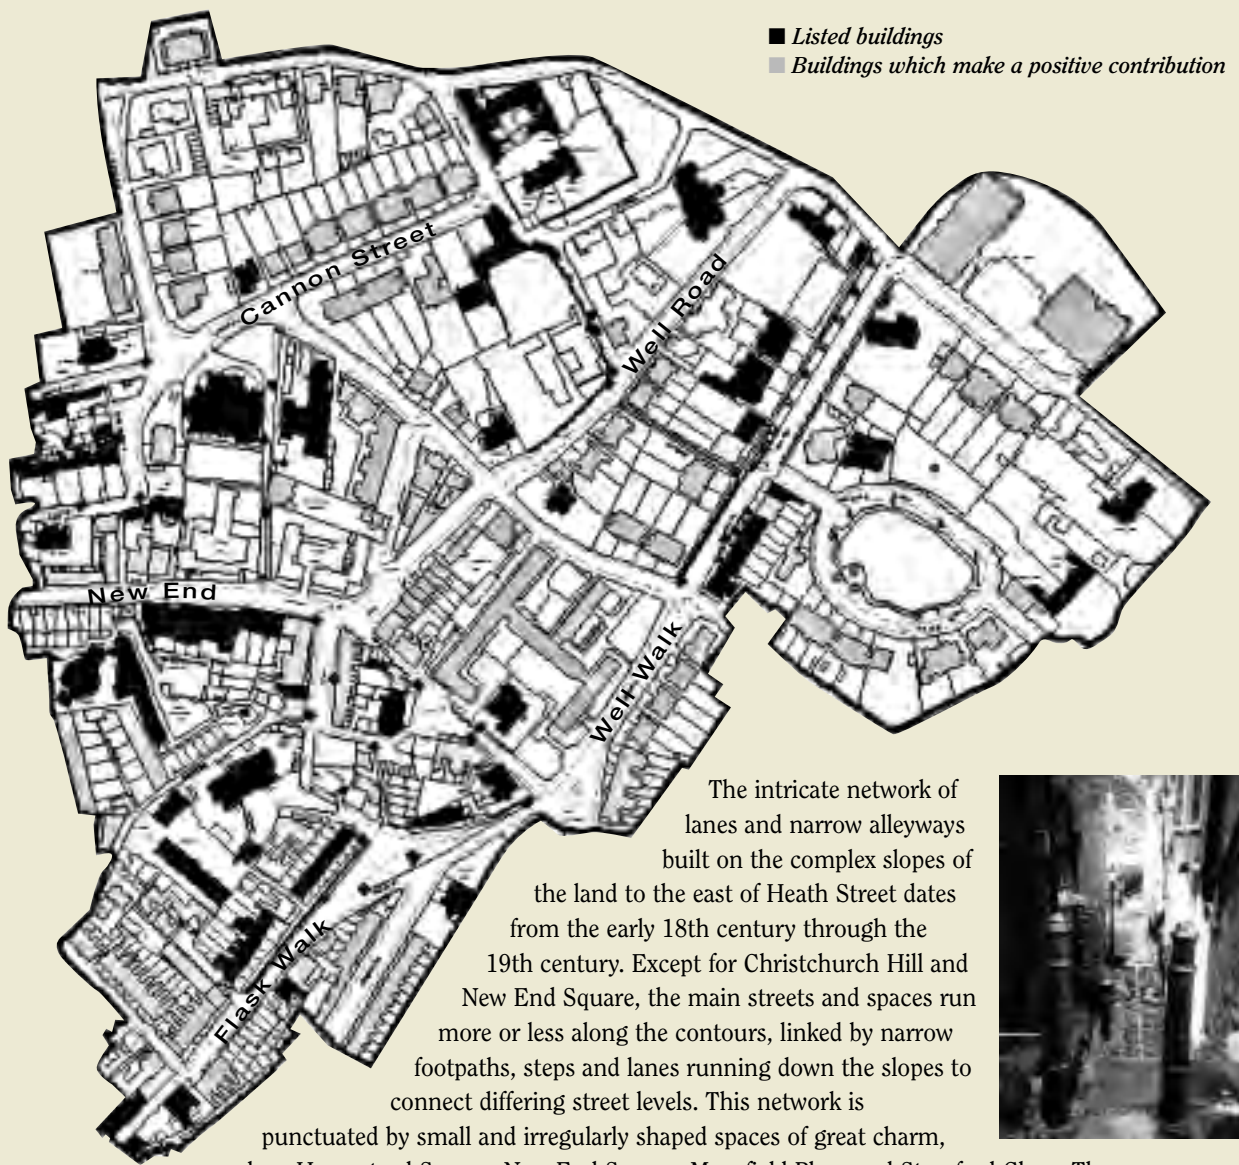 Listed buildings
Buildings which make a positive contribution
Cannon Street
Well Road
New End
Well Walk
Flask Walk
The intricate network of
lanes and narrow alleyways
built on the complex slopes of
the land to the east of Heath Street dates
from the early 18th century through the
19th century. Except for Christchurch Hill and
New End Square, the main streets and spaces run
more or less along the contours, linked by narrow
footpaths, steps and lanes running down the slopes to
connect differing street levels. This network is
punctuated by small and irregularly shaped spaces of great charm,